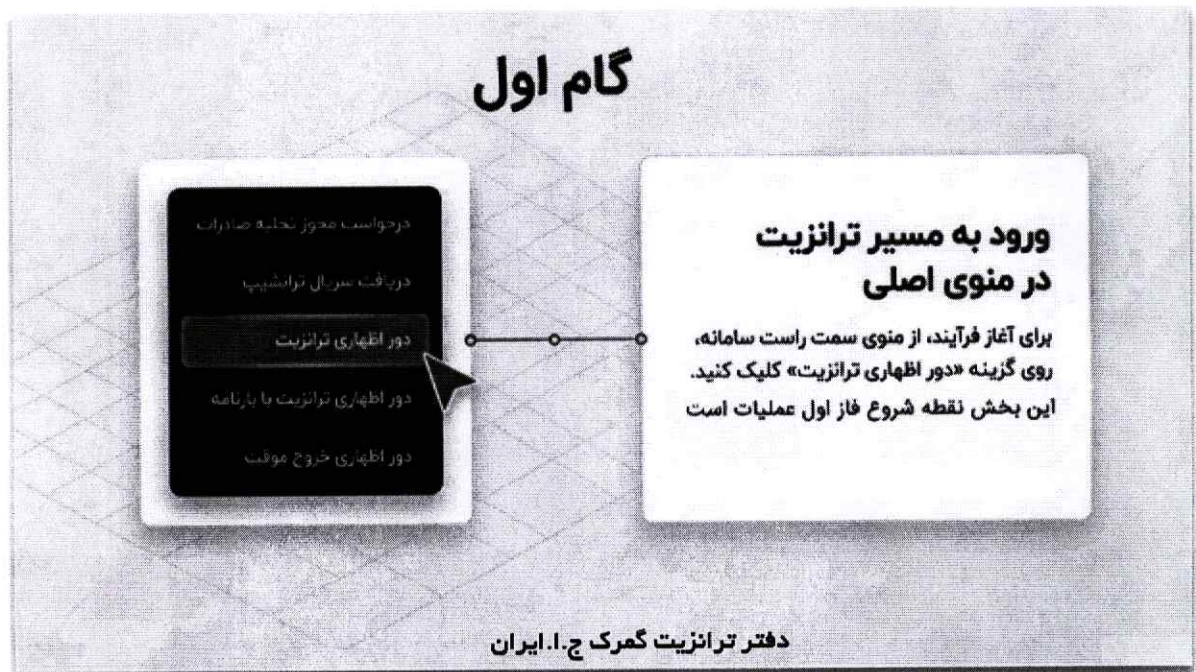 گام اول
ورود به مسیر ترانزیت
در منوی اصلی
برای آغاز فرآیند، از منوی سمت راست سامانه،
روی گزینه «دور اظهاری ترانزیت» کلیک کنید.
این بخش نقطه شروع فاز اول عملیات است
درخواست مجوز تخلیه صادرات
دریافت سریال ترانشیپ
دور اظهاری ترانزیت
دور اظهاری ترانزیت با بارنامه
دور اظهاری خروج موقت
دفتر ترانزیت گمرک ج.ا.ایران